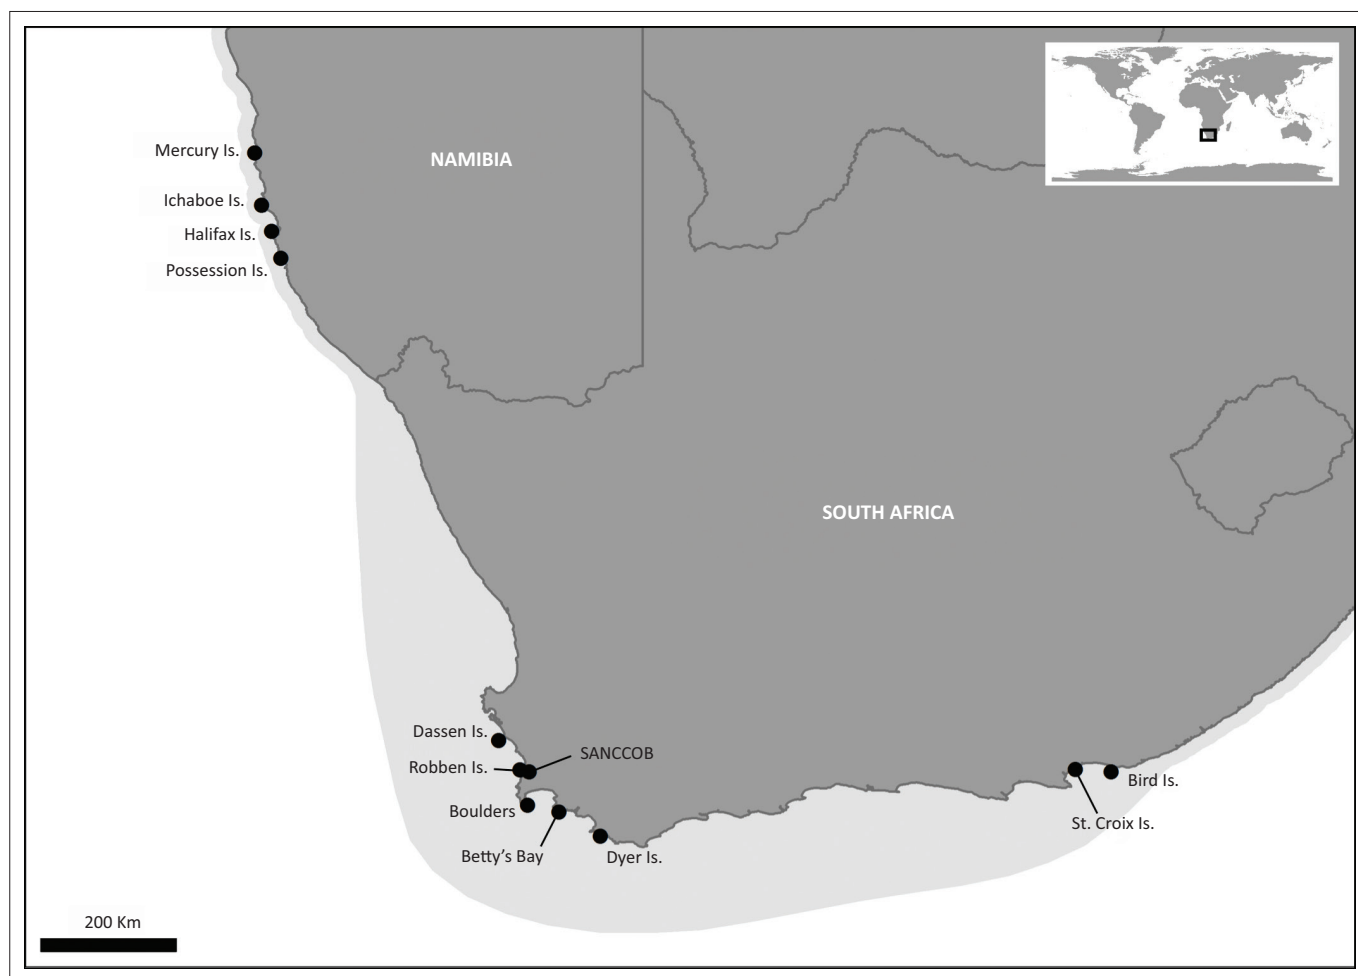 Mercury Is.
NAMIBIA
Ichaboe Is.
Halifax Is.
Possession Is.
SOUTH AFRICA
Dassen Is.
SANCCOB
Robben Is.
Bird Is.
Boulders
St. Croix Is.
Betty’s Bay
Dyer Is.
200 Km